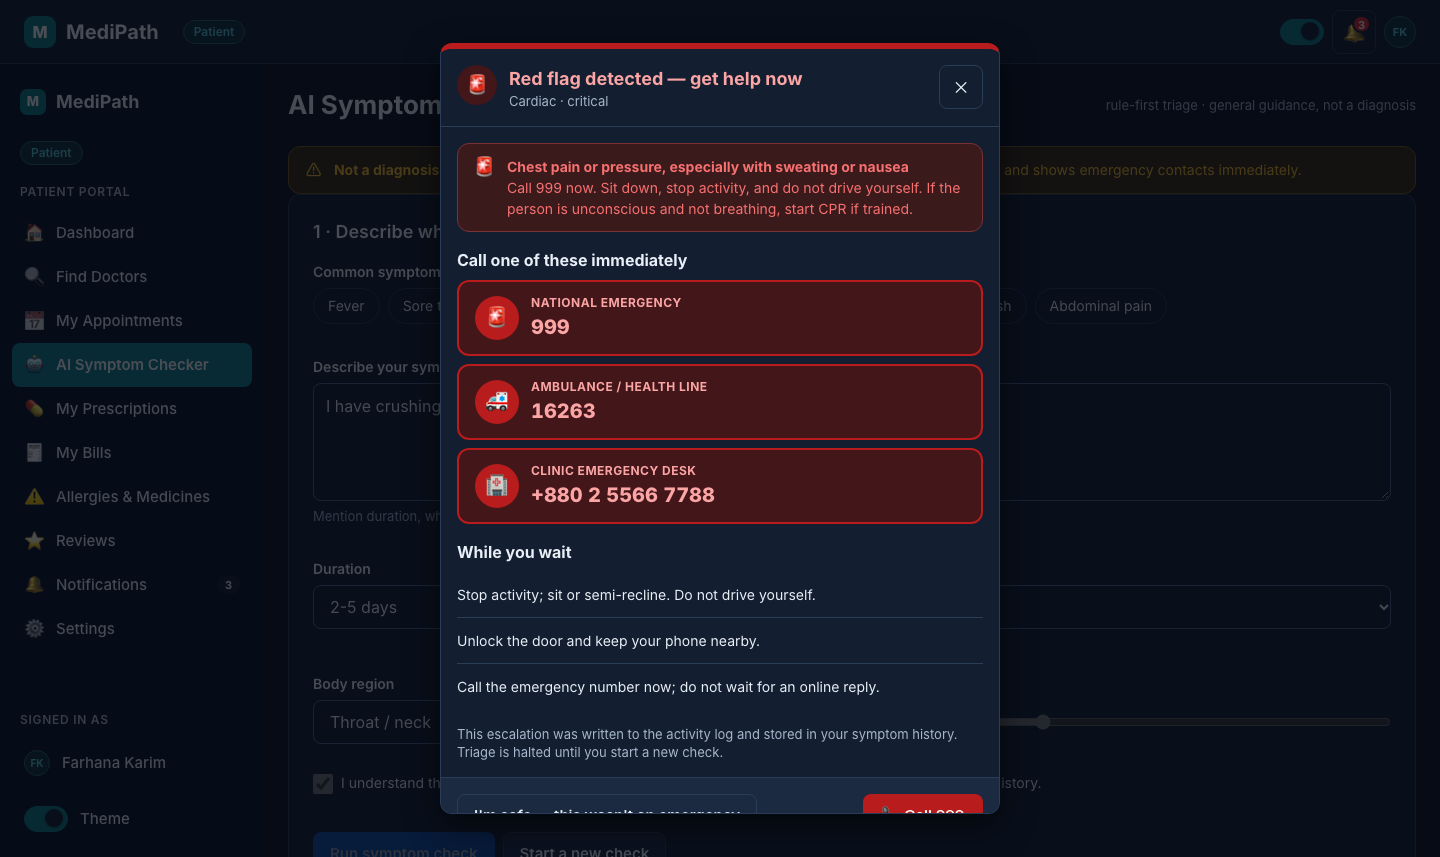 M MediPath Patient
3 FK
M MediPath
Patient
PATIENT PORTAL
Dashboard
Find Doctors
My Appointments
AI Symptom Checker
My Prescriptions
My Bills
Allergies & Medicines
Reviews
Notifications 3
Settings
SIGNED IN AS
FK Farhana Karim
Theme
AI Symptom
rule-first triage · general guidance, not a diagnosis
Not a diagnosis
and shows emergency contacts immediately.
1 · Describe
Common symptom
Fever Sore Abdominal pain
Describe your
I have crushing
Mention duration,
Duration
2-5 days
Body region
Throat / neck
I understand
Run symptom check Start a new check
Red flag detected — get help now
Cardiac · critical
Chest pain or pressure, especially with sweating or nausea
Call 999 now. Sit down, stop activity, and do not drive yourself. If the
person is unconscious and not breathing, start CPR if trained.
Call one of these immediately
NATIONAL EMERGENCY
999
AMBULANCE / HEALTH LINE
16263
CLINIC EMERGENCY DESK
+880 2 5566 7788
While you wait
Stop activity; sit or semi-recline. Do not drive yourself.
Unlock the door and keep your phone nearby.
Call the emergency number now; do not wait for an online reply.
This escalation was written to the activity log and stored in your symptom history.
Triage is halted until you start a new check.
I'm safe — this wasn't an emergency Call 999